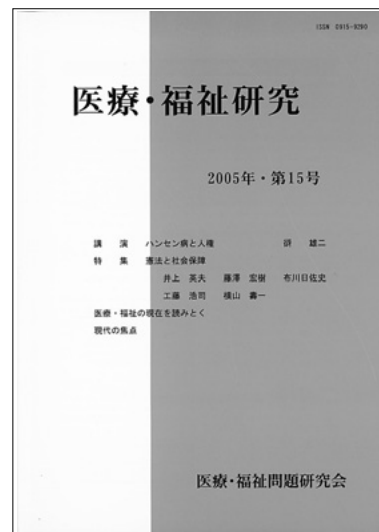 ISSN 0915-9290
医療・福祉研究
2005年・第15号
講 演 ハンセン病と人権 谺 雄二
特 集 憲法と社会保障
井上 英夫 藤澤 宏樹 布川日佐史
工藤 浩司 横山 壽一
医療・福祉の現在を読みとく
現代の焦点
医療・福祉問題研究会